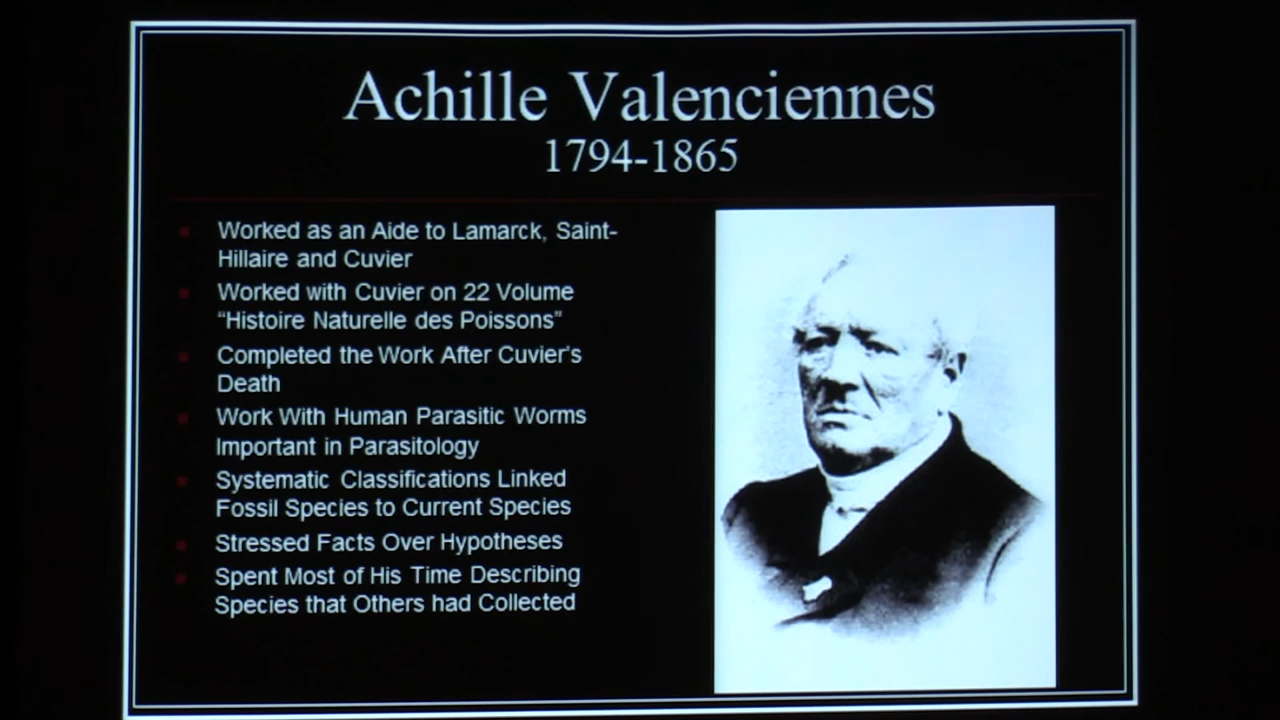 Achille Valenciennes
1794-1865
Worked as an Aide to Lamarck, Saint-
Hillaire and Cuvier
Worked with Cuvier on 22 Volume
“Histoire Naturelle des Poissons”
Completed the Work After Cuvier's
Death
Work With Human Parasitic Worms
Important in Parasitology
Systematic Classifications Linked
Fossil Species to Current Species
Stressed Facts Over Hypotheses
Spent Most of His Time Describing
Species that Others had Collected